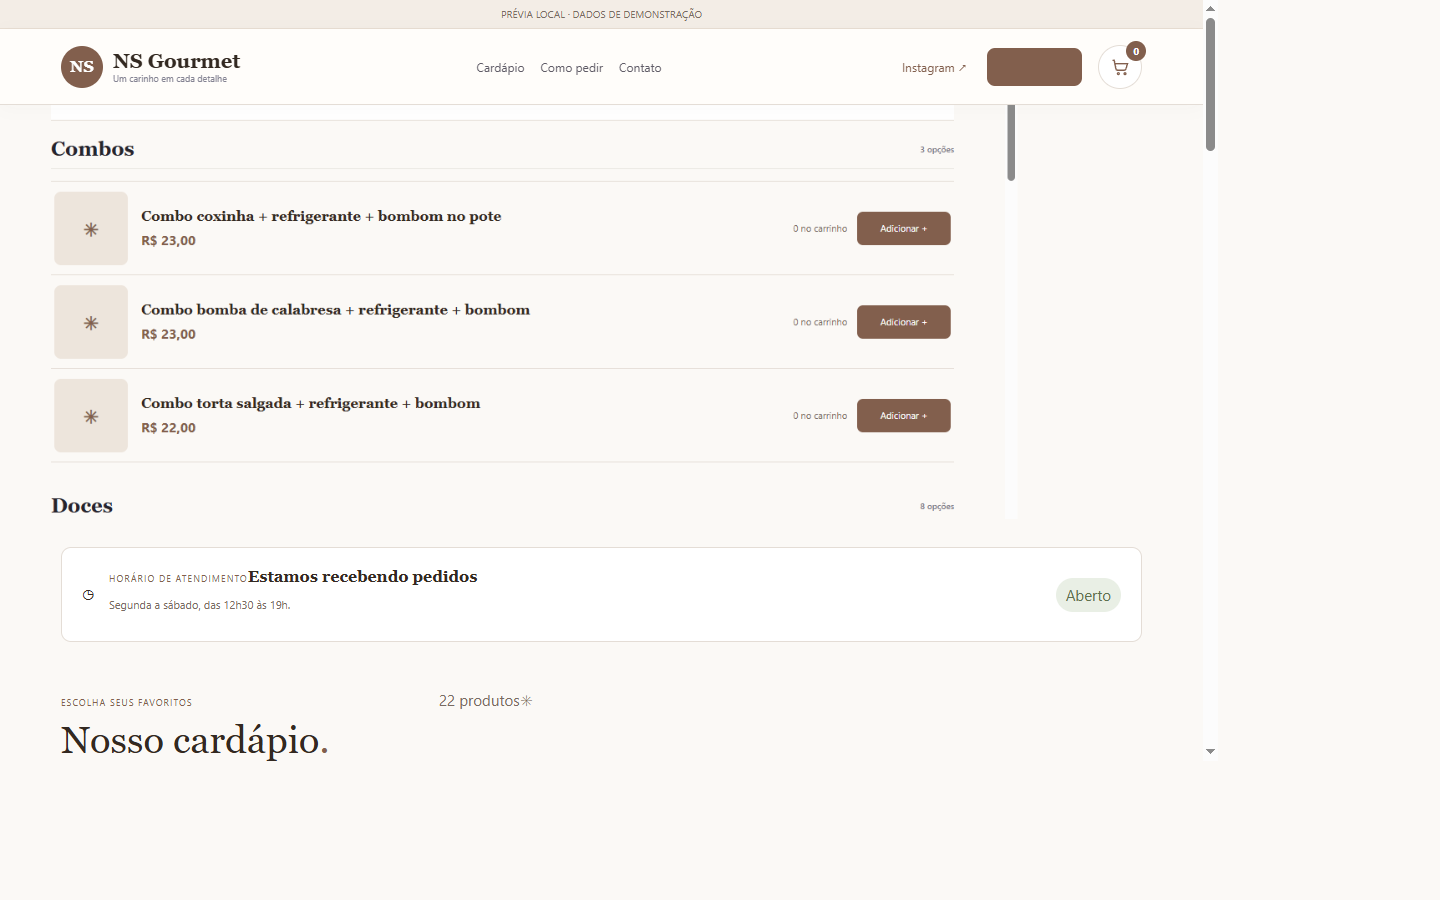 PRÉVIA LOCAL · DADOS DE DEMONSTRAÇÃO
NS
NS Gourmet
Um carinho em cada detalhe
Cardápio
Como pedir
Contato
Instagram ↗
0
Combos
3 opções
Combo coxinha + refrigerante + bombom no pote
R$ 23,00
0 no carrinho
Adicionar +
Combo bomba de calabresa + refrigerante + bombom
R$ 23,00
0 no carrinho
Adicionar +
Combo torta salgada + refrigerante + bombom
R$ 22,00
0 no carrinho
Adicionar +
Doces
8 opções
HORÁRIO DE ATENDIMENTO Estamos recebendo pedidos
Segunda a sábado, das 12h30 às 19h.
Aberto
ESCOLHA SEUS FAVORITOS
22 produtos✳
Nosso cardápio.